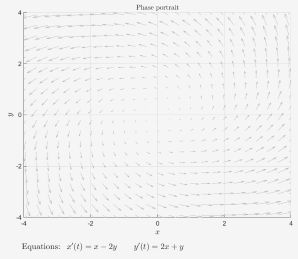 Phase portrait
4
2
0
-2
-4
y
-4 -2 0 2 4
x
Equations: x′(t) = x − 2y y′(t) = 2x + y